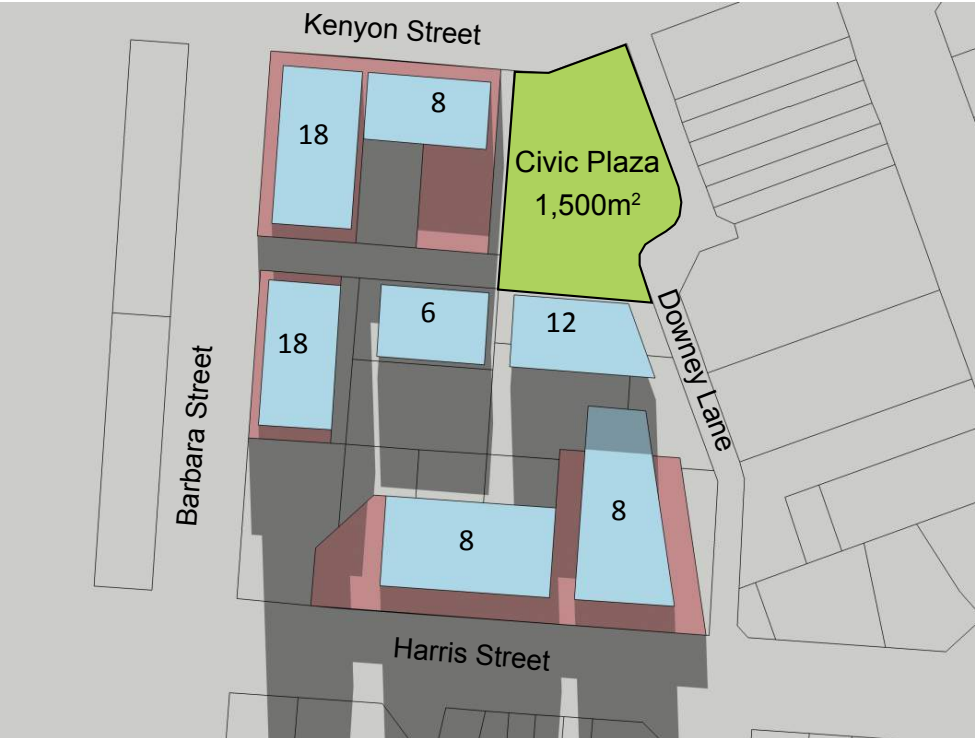 Kenyon Street
18
8
Civic Plaza
1,500m²
18
6
12
Downey Lane
Barbara Street
8
8
Harris Street